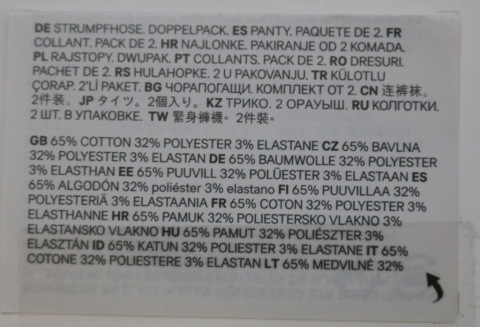 DE STRUMPFHOSE. DOPPELPACK. ES PANTY. PAQUETE DE 2. FR
COLLANT. PACK DE 2. HR NAJLONKE. PAKIRANJE OD 2 KOMADA.
PL RAJSTOPY. DWUPAK. PT COLLANTS. PACK DE 2. RO DRESURI.
PACHET DE 2. RS HULAHOPKE. 2 U PAKOVANJU. TR KÜLOTLU
ÇORAP. 2'Lİ PAKET. BG ЧОРАПОГАЩИ. КОМПЛЕКТ ОТ 2. CN 连裤袜。
2件装。JP タイツ。2個入り。KZ ТРИКО. 2 ОРАУЫШ. RU КОЛГОТКИ.
2 ШТ. В УПАКОВКЕ. TW 緊身褲襪。2件裝。
GB 65% COTTON 32% POLYESTER 3% ELASTANE CZ 65% BAVLNA
32% POLYESTER 3% ELASTAN DE 65% BAUMWOLLE 32% POLYESTER
3% ELASTHAN EE 65% PUUVILL 32% POLÜESTER 3% ELASTAAN ES
65% ALGODÓN 32% poliéster 3% elastano FI 65% PUUVILLAA 32%
POLYESTERIÄ 3% ELASTAANIA FR 65% COTON 32% POLYESTER 3%
ELASTHANNE HR 65% PAMUK 32% POLIESTERSKO VLAKNO 3%
ELASTANSKO VLAKNO HU 65% PAMUT 32% POLIÉSZTER 3%
ELASZTÁN ID 65% KATUN 32% POLIESTER 3% ELASTANE IT 65%
COTONE 32% POLIESTERE 3% ELASTAN LT 65% MEDVILNĖ 32%